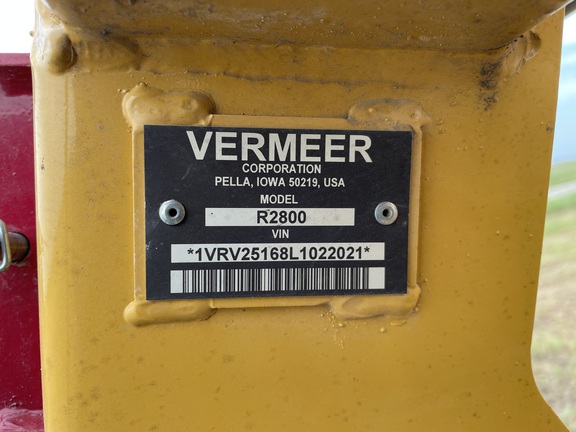 VERMEER
CORPORATION
PELLA, IOWA 50219, USA
MODEL
R2800
VIN
*1VRV25168L1022021*